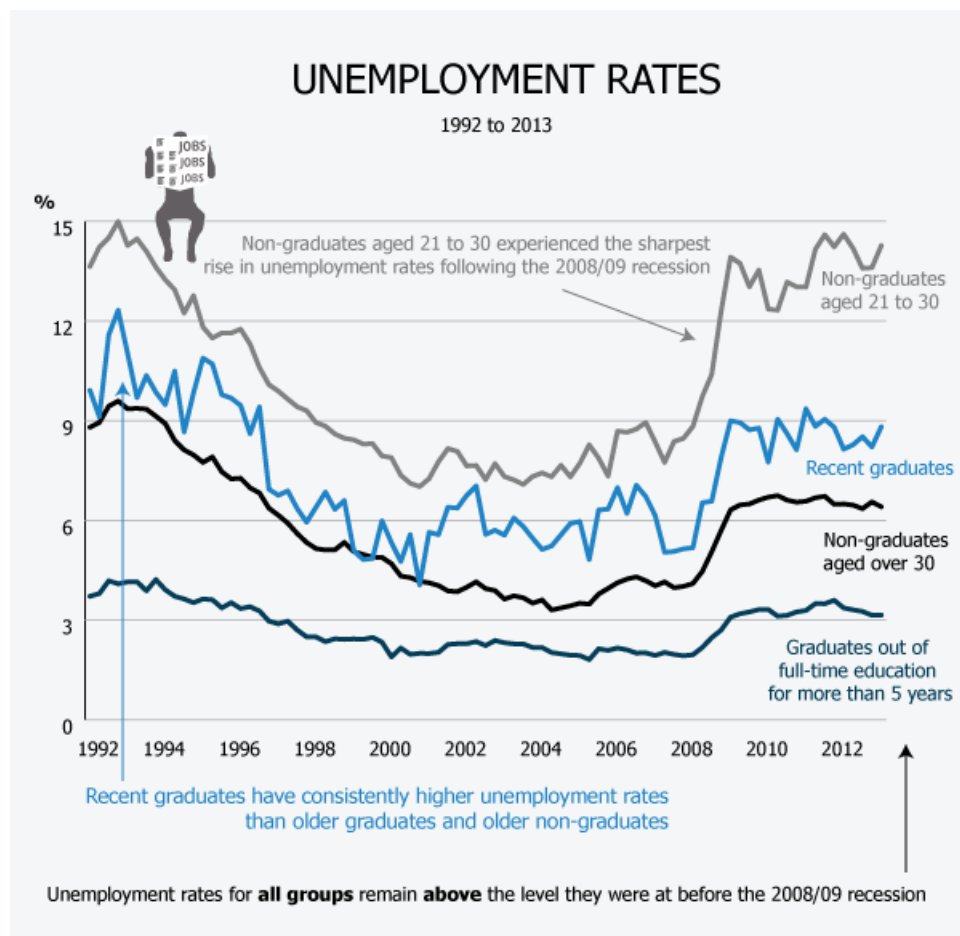 UNEMPLOYMENT RATES
1992 to 2013
JOBS
JOBS
JOBS
%
15
12
9
6
3
0
Non-graduates aged 21 to 30 experienced the sharpest
rise in unemployment rates following the 2008/09 recession
Non-graduates
aged 21 to 30
Recent graduates
Non-graduates
aged over 30
Graduates out of
full-time education
for more than 5 years
1992 1994 1996 1998 2000 2002 2004 2006 2008 2010 2012
Recent graduates have consistently higher unemployment rates
than older graduates and older non-graduates
Unemployment rates for all groups remain above the level they were at before the 2008/09 recession